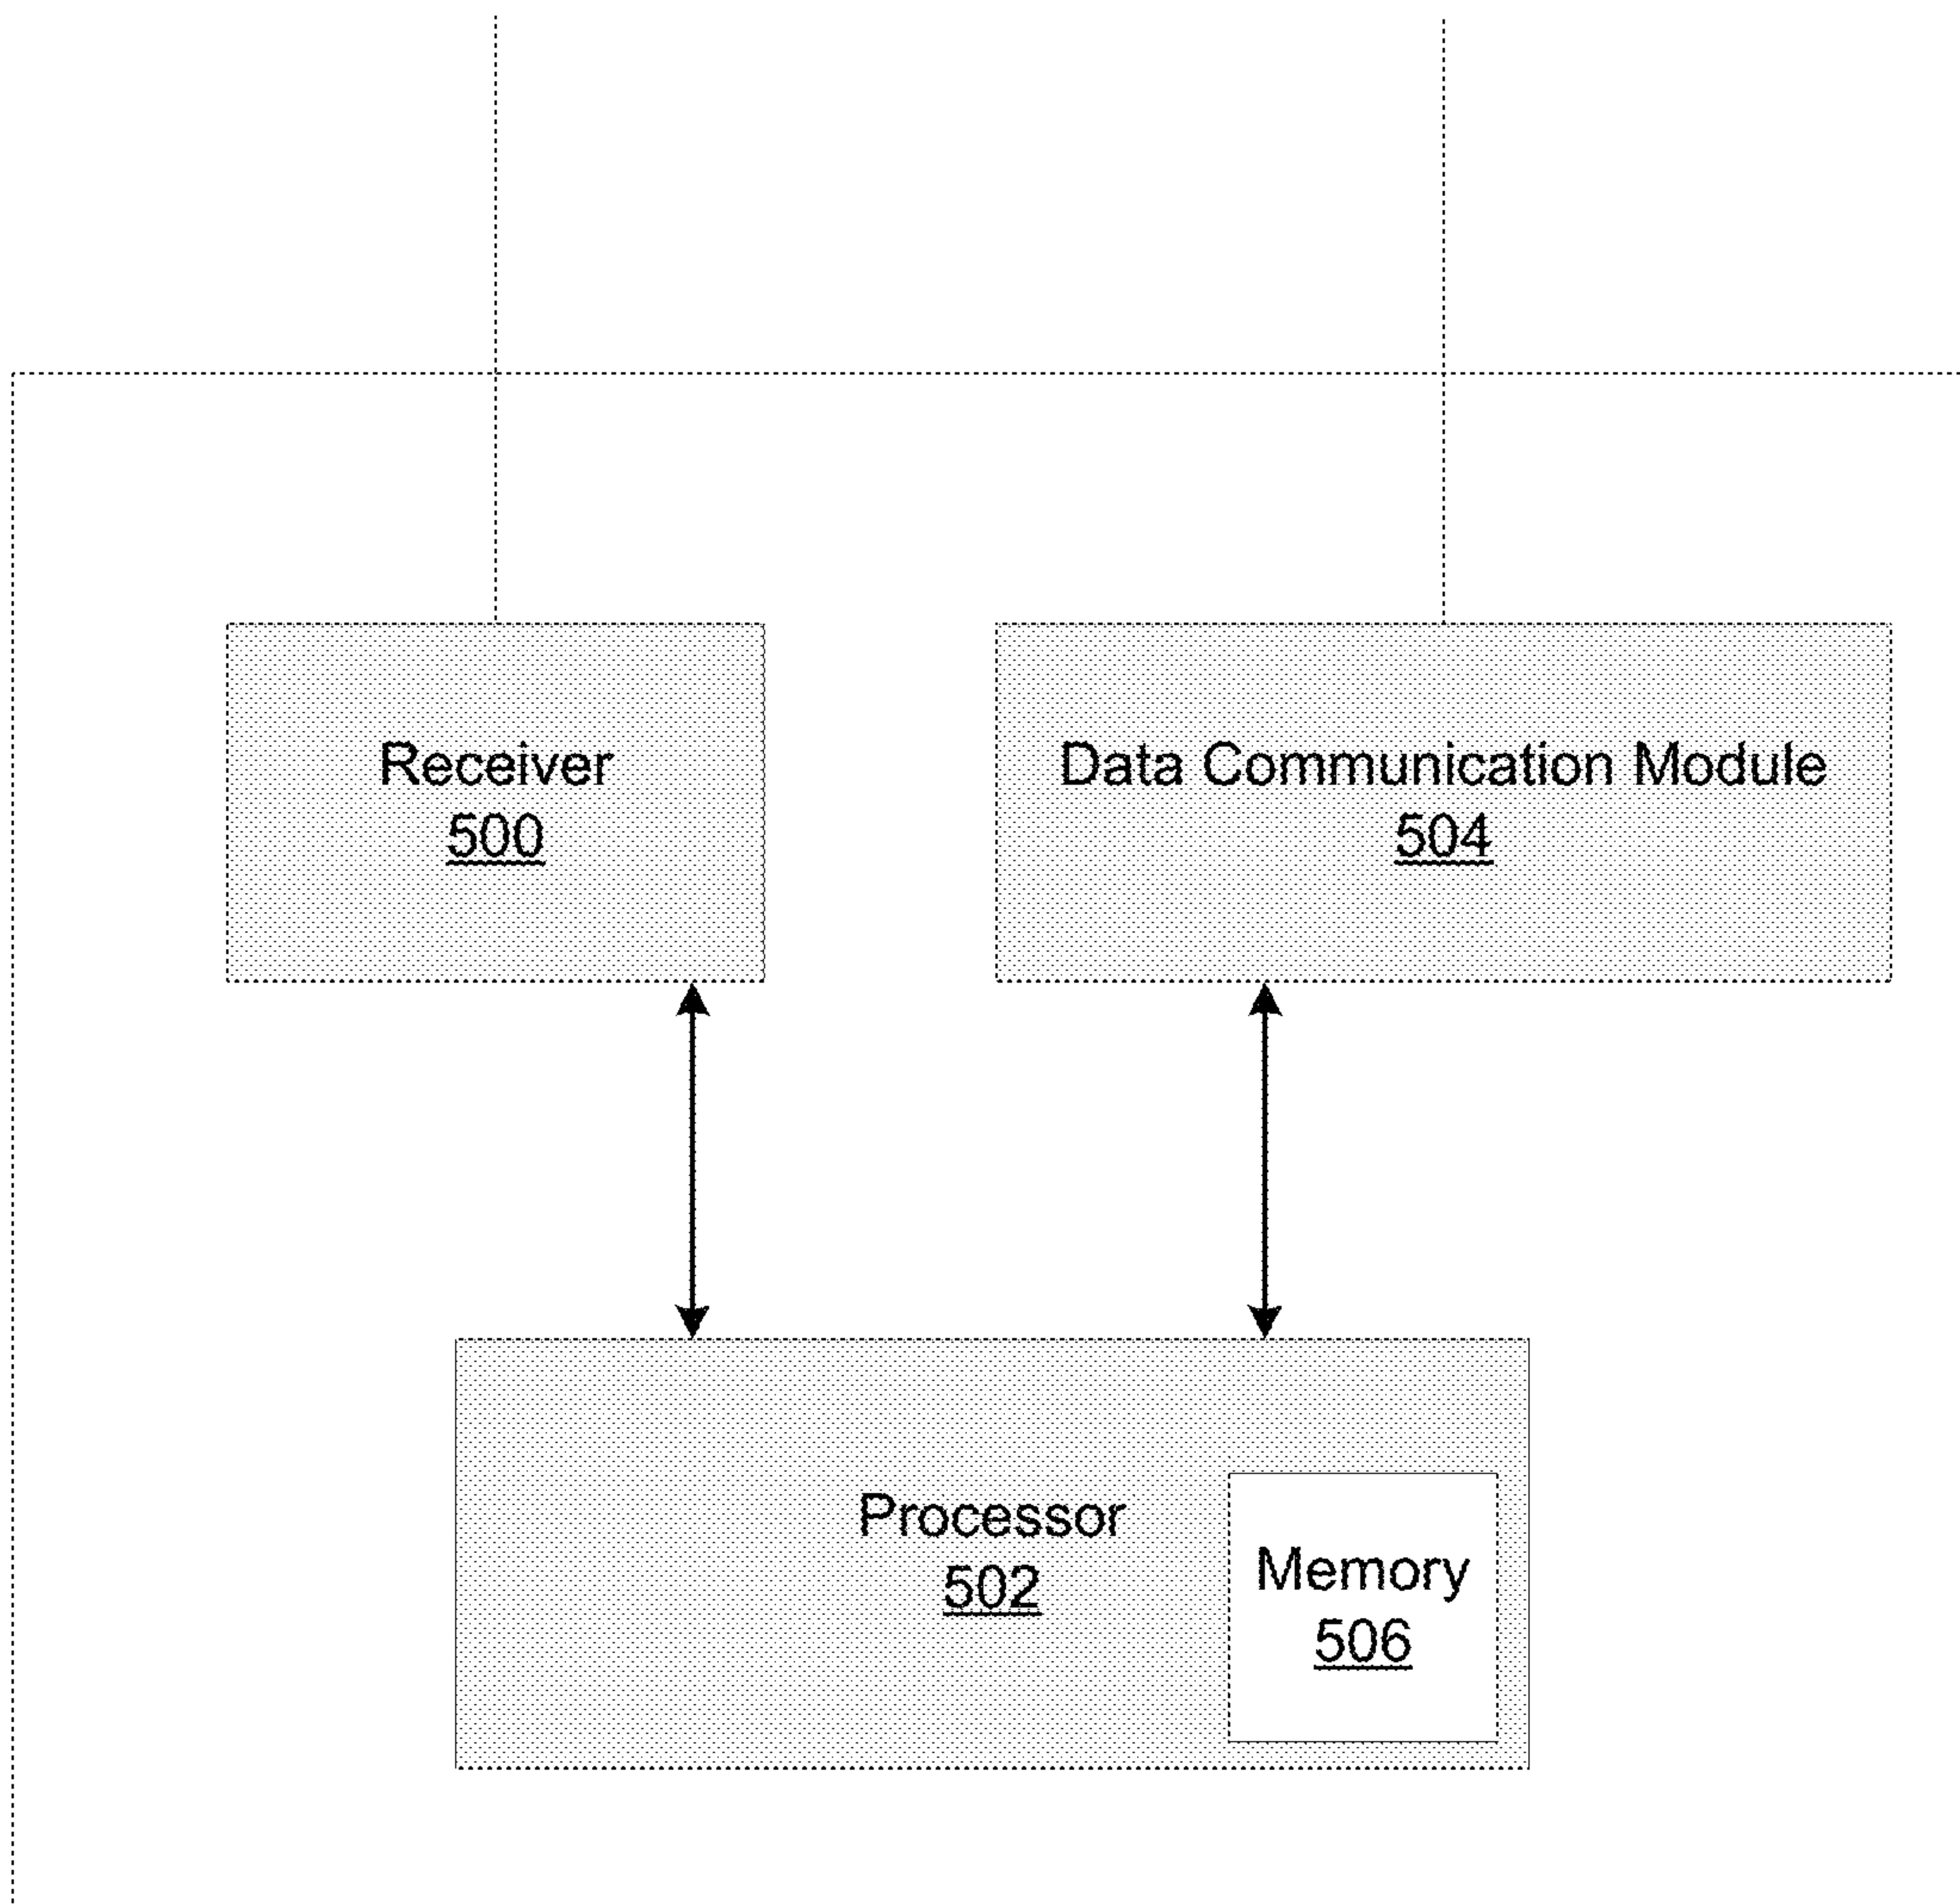 Receiver
500
Data Communication Module
504
Processor
502
Memory
506